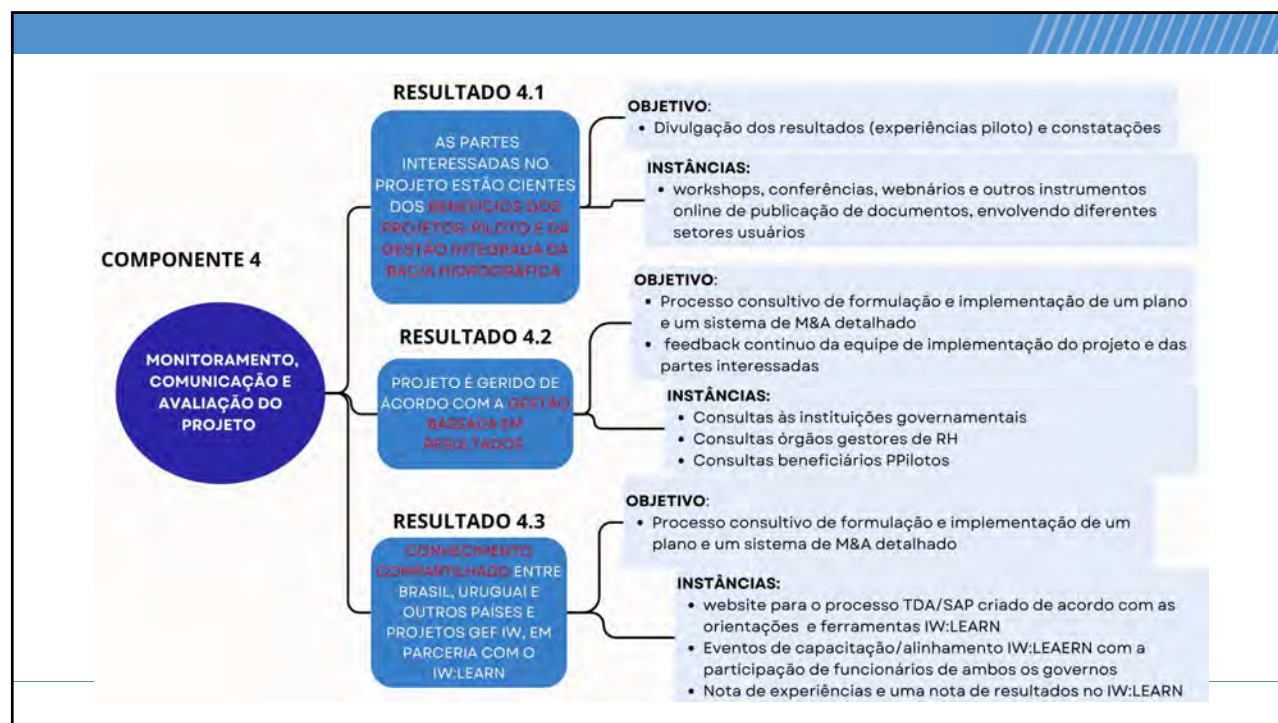 COMPONENTE 4
MONITORAMENTO,
COMUNICAÇÃO E
AVALIAÇÃO DO
PROJETO
RESULTADO 4.1
AS PARTES
INTERESSADAS NO
PROJETO ESTÃO CIENTES
DOS BENEFÍCIOS DOS
PROJETOS-PILOTO E DA
GESTÃO INTEGRADA DA
BACIA HIDROGRÁFICA
OBJETIVO:
• Divulgação dos resultados (experiências piloto) e constatações
INSTÂNCIAS:
• workshops, conferências, webnários e outros instrumentos
online de publicação de documentos, envolvendo diferentes
setores usuários
RESULTADO 4.2
PROJETO É GERIDO DE
ACORDO COM A GESTÃO
BASEADA EM
RESULTADOS
OBJETIVO:
• Processo consultivo de formulação e implementação de um plano
e um sistema de M&A detalhado
• feedback continuo da equipe de implementação do projeto e das
partes interessadas
INSTÂNCIAS:
• Consultas às instituições governamentais
• Consultas órgãos gestores de RH
• Consultas beneficiários PPilotos
RESULTADO 4.3
CONHECIMENTO
COMPARTILHADO ENTRE
BRASIL, URUGUAI E
OUTROS PAÍSES E
PROJETOS GEF IW, EM
PARCERIA COM O
IW:LEARN
OBJETIVO:
• Processo consultivo de formulação e implementação de um
plano e um sistema de M&A detalhado
INSTÂNCIAS:
• website para o processo TDA/SAP criado de acordo com as
orientações e ferramentas IW:LEARN
• Eventos de capacitação/alinhamento IW:LEAERN com a
participação de funcionários de ambos os governos
• Nota de experiências e uma nota de resultados no IW:LEARN